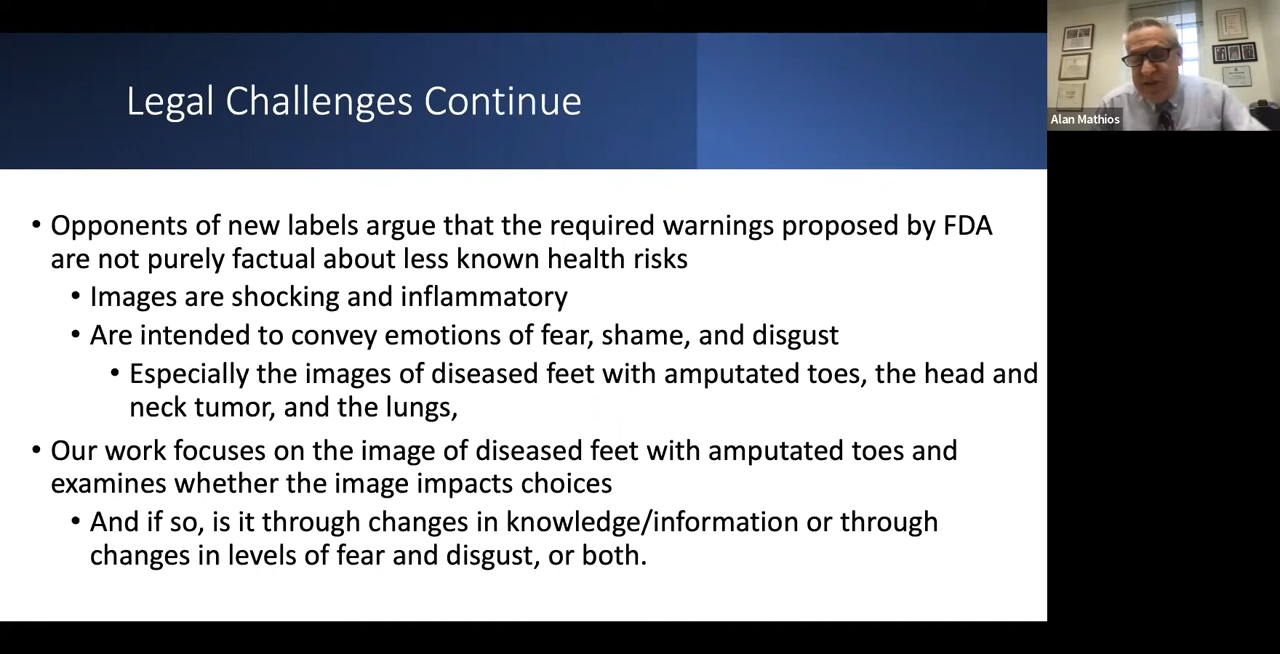 Legal Challenges Continue
Alan Mathios
• Opponents of new labels argue that the required warnings proposed by FDA
are not purely factual about less known health risks
• Images are shocking and inflammatory
• Are intended to convey emotions of fear, shame, and disgust
• Especially the images of diseased feet with amputated toes, the head and
neck tumor, and the lungs,
• Our work focuses on the image of diseased feet with amputated toes and
examines whether the image impacts choices
• And if so, is it through changes in knowledge/information or through
changes in levels of fear and disgust, or both.